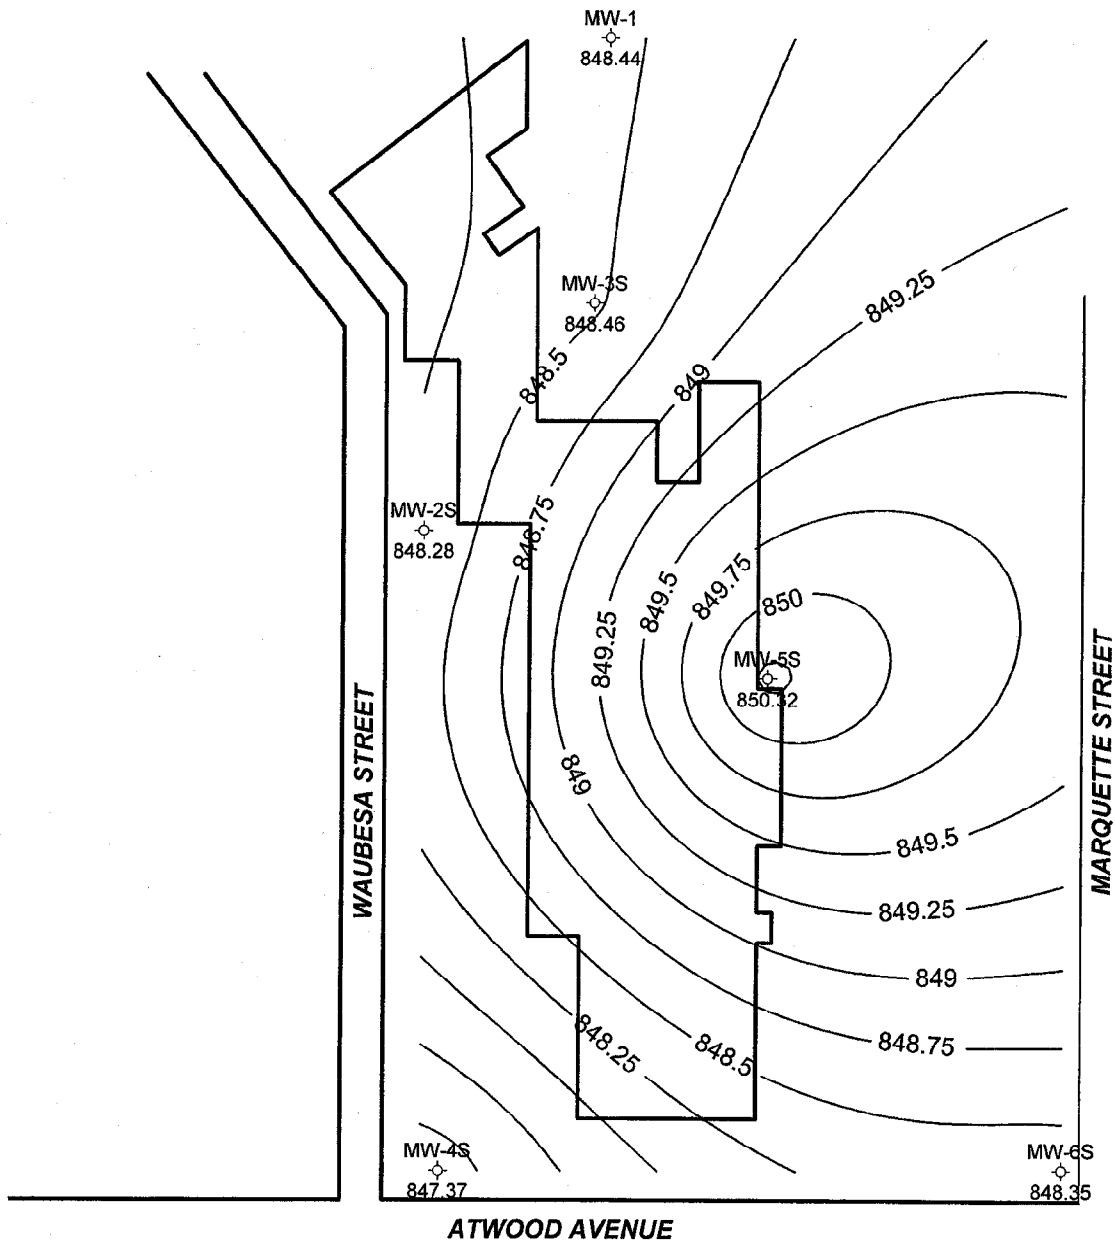 MW-1
848.44
849.25
MW-3S
848.46
848.5
849
MW-2S
848.28
848.75
849.5
849.75
850
849.25
MW-5S
850.32
WAUBESA STREET
MARQUETTE STREET
849
849.5
849.25
849
848.25
848.5
848.75
MW-4S
847.37
MW-6S
848.35
ATWOOD AVENUE